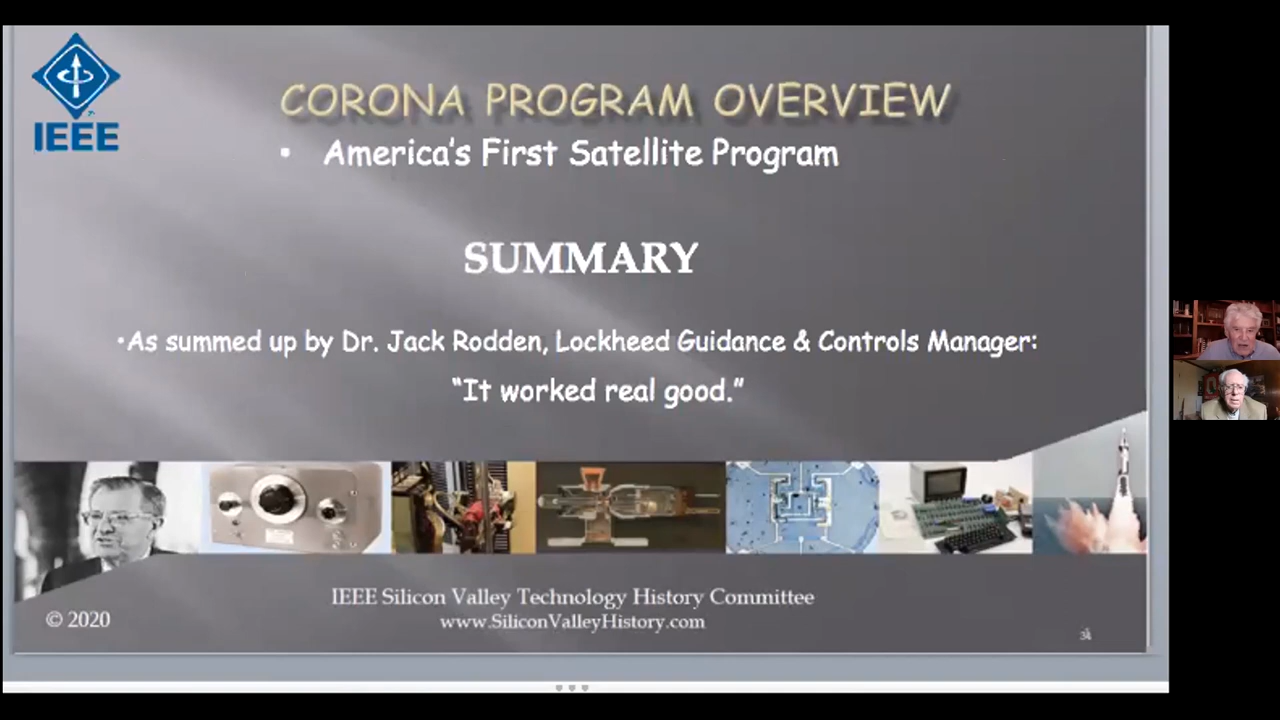 IEEE
CORONA PROGRAM OVERVIEW
• America's First Satellite Program
SUMMARY
•As summed up by Dr. Jack Rodden, Lockheed Guidance & Controls Manager:
“It worked real good.”
IEEE Silicon Valley Technology History Committee
© 2020
www.SiliconValleyHistory.com